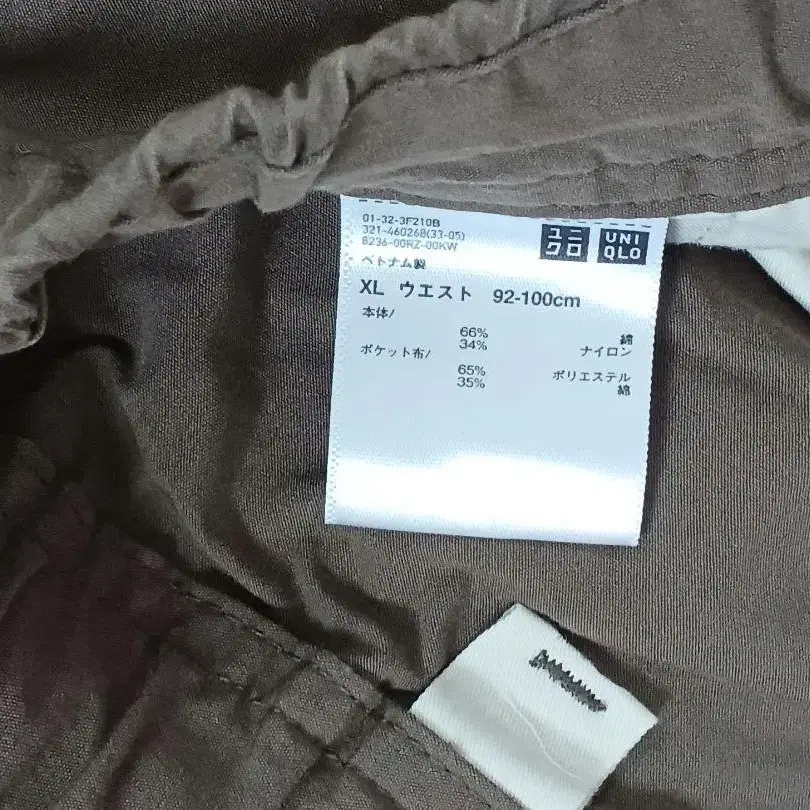 01-32-3F210B
321-460268(33-05)
8236-00RZ-00KW
ユニクロ
UNIQLO
ベトナム製
XL ウエスト 92-100cm
本体/
66% 綿
34% ナイロン
ポケット布/
65% ポリエステル
35% 綿